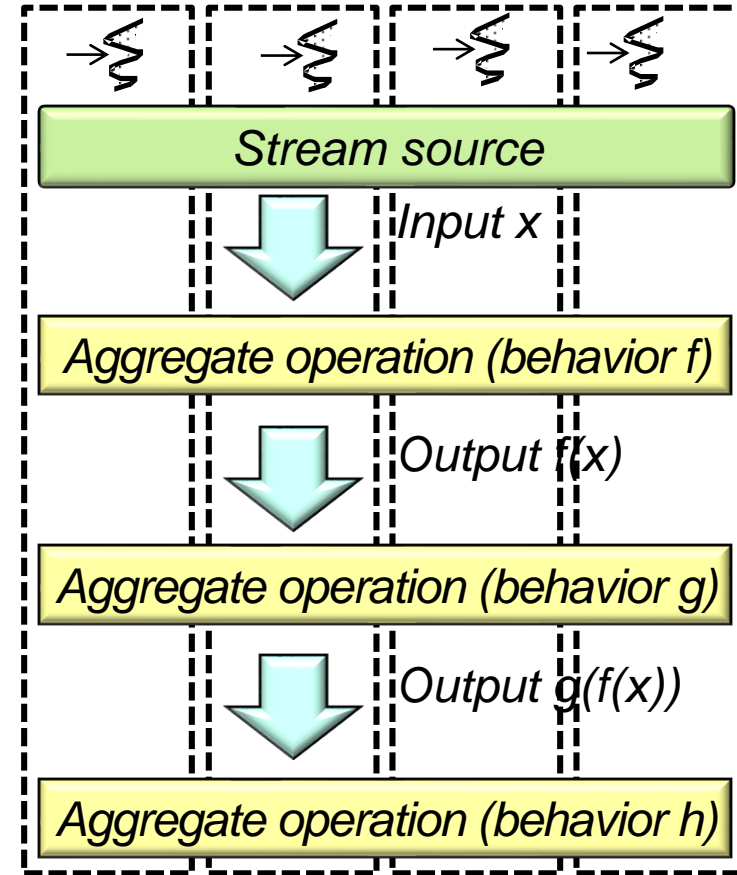 Stream source
Input x
Aggregate operation (behavior f)
Output f(x)
Aggregate operation (behavior g)
Output g(f(x))
Aggregate operation (behavior h)